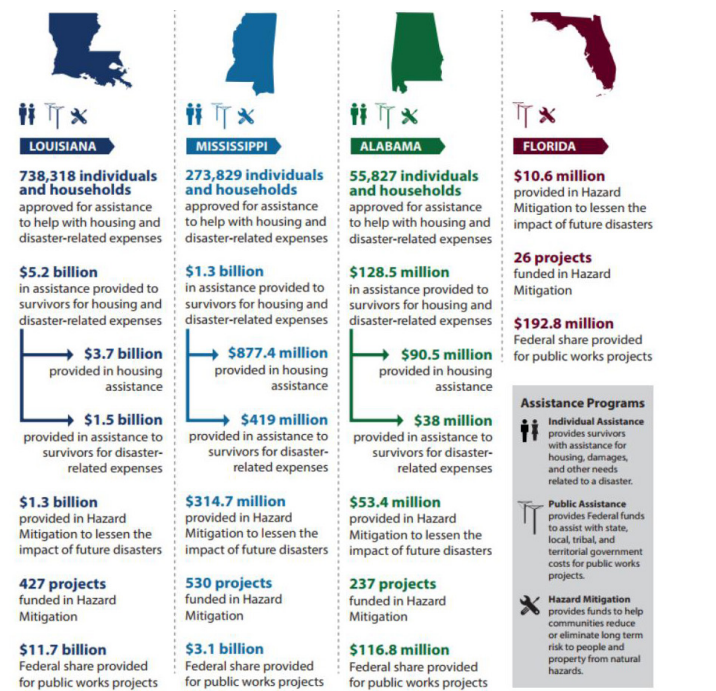 LOUISIANA
738,318 individuals
and households
approved for assistance
to help with housing and
disaster-related expenses
$5.2 billion
in assistance provided to
survivors for housing and
disaster-related expenses
$3.7 billion
provided in housing
assistance
$1.5 billion
provided in assistance to
survivors for disaster-
related expenses
$1.3 billion
provided in Hazard
Mitigation to lessen the
impact of future disasters
427 projects
funded in Hazard
Mitigation
$11.7 billion
Federal share provided
for public works projects
MISSISSIPPI
273,829 individuals
and households
approved for assistance
to help with housing and
disaster-related expenses
$1.3 billion
in assistance provided to
survivors for housing and
disaster-related expenses
$877.4 million
provided in housing
assistance
$419 million
provided in assistance to
survivors for disaster-
related expenses
$314.7 million
provided in Hazard
Mitigation to lessen the
impact of future disasters
530 projects
funded in Hazard
Mitigation
$3.1 billion
Federal share provided
for public works projects
ALABAMA
55,827 individuals
and households
approved for assistance
to help with housing and
disaster-related expenses
$128.5 million
in assistance provided to
survivors for housing and
disaster-related expenses
$90.5 million
provided in housing
assistance
$38 million
provided in assistance to
survivors for disaster-
related expenses
$53.4 million
provided in Hazard
Mitigation to lessen the
impact of future disasters
237 projects
funded in Hazard
Mitigation
$116.8 million
Federal share provided
for public works projects
FLORIDA
$10.6 million
provided in Hazard
Mitigation to lessen the
impact of future disasters
26 projects
funded in Hazard
Mitigation
$192.8 million
Federal share provided
for public works projects
Assistance Programs
Individual Assistance
provides survivors
with assistance for
housing, damages,
and other needs
related to a disaster.
Public Assistance
provides Federal funds
to assist with state,
local, tribal, and
territorial government
costs for public works
projects.
Hazard Mitigation
provides funds to help
communities reduce
or eliminate long term
risk to people and
property from natural
hazards.